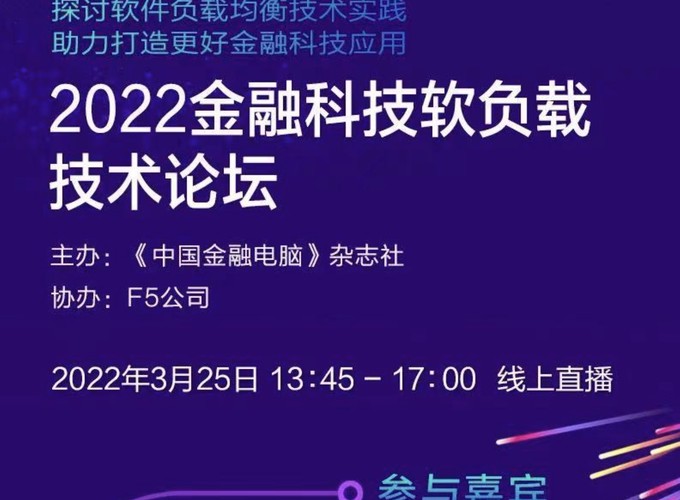 探讨软件负载均衡技术实践
助力打造更好金融科技应用
2022金融科技软负载
技术论坛
主办：《中国金融电脑》杂志社
协办：F5公司
2022年3月25日 13:45 - 17:00 线上直播
参与嘉宾